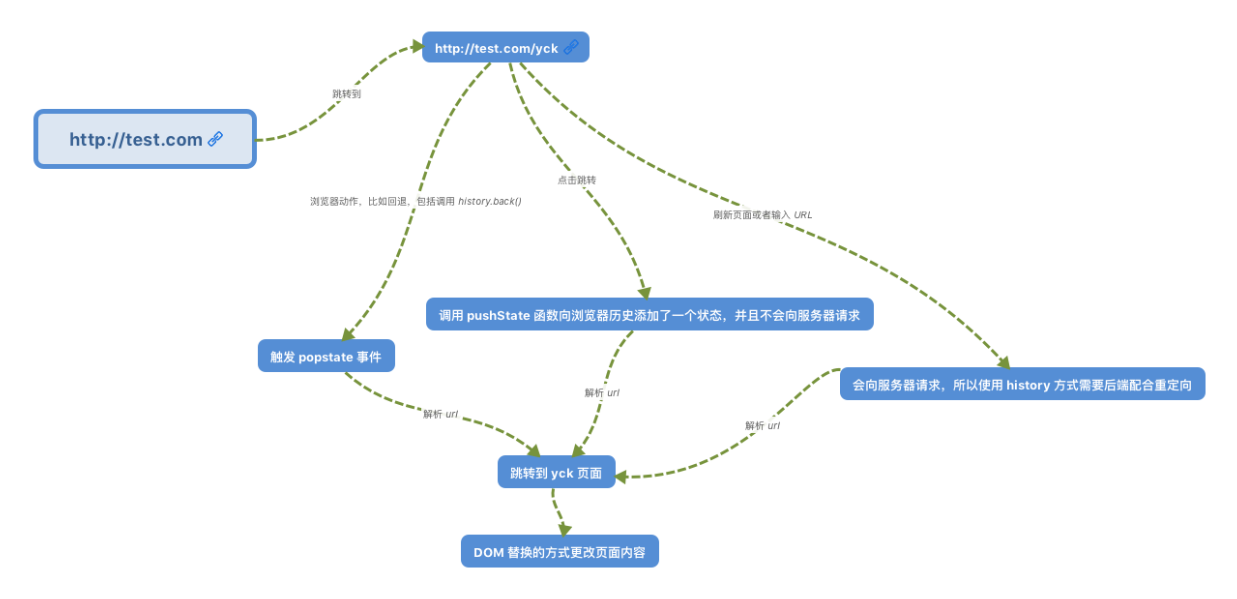 http://test.com/yck
跳转到
http://test.com
点击跳转
浏览器动作，比如回退，包括调用 history.back()
刷新页面或者输入 URL
调用 pushState 函数向浏览器历史添加了一个状态，并且不会向服务器请求
触发 popstate 事件
会向服务器请求，所以使用 history 方式需要后端配合重定向
解析 url
解析 url
解析 url
跳转到 yck 页面
DOM 替换的方式更改页面内容